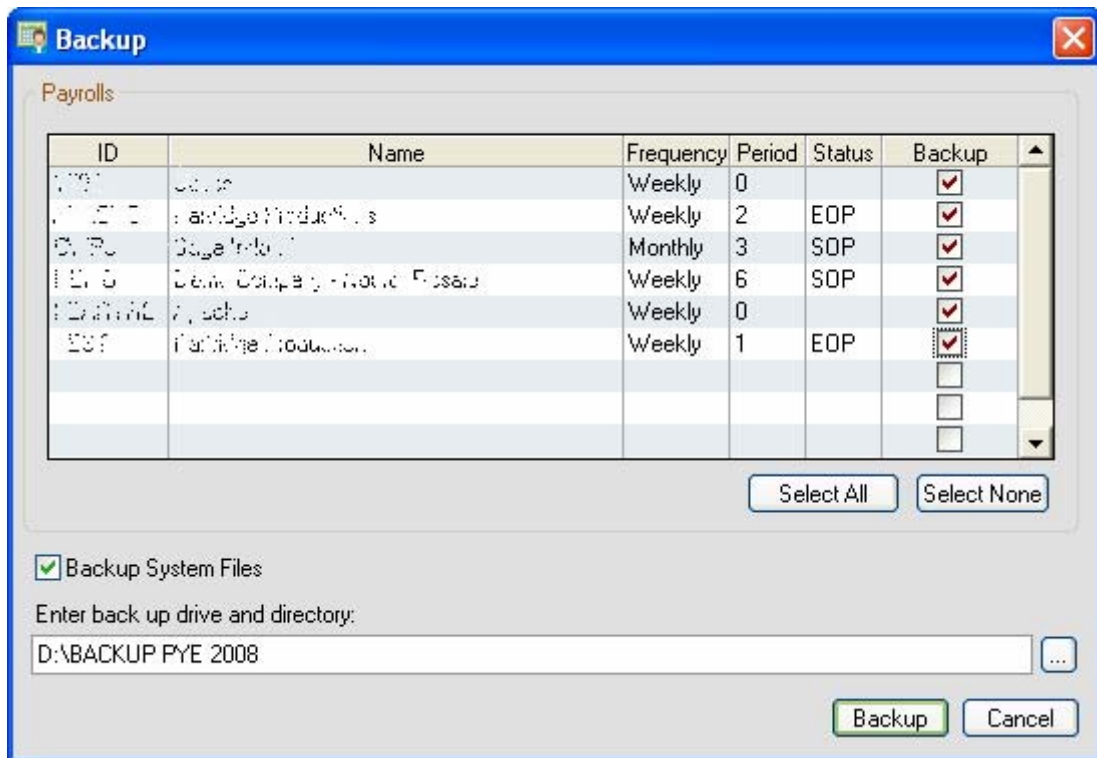 Backup
Payrolls
ID Name Frequency Period Status Backup
Weekly 0
Weekly 2 EOP
Monthly 3 SOP
Company Weekly 6 SOP
Weekly 0
Weekly 1 EOP
Select All Select None
Backup System Files
Enter back up drive and directory:
D:\BACKUP PYE 2008 ...
Backup Cancel